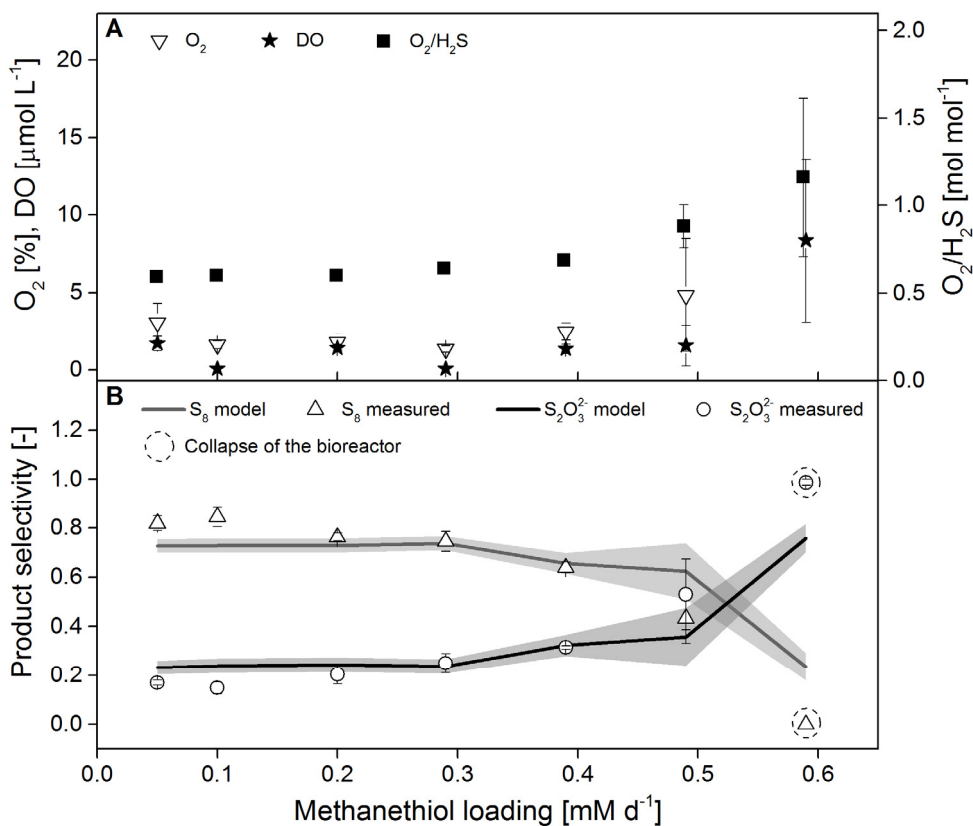 A
▽ O₂ ★ DO ■ O₂/H₂S
O₂ [%], DO [μmol L⁻¹]
20
15
10
5
0
2.0
1.5
1.0
0.5
0.0
O₂/H₂S [mol mol⁻¹]
B
S₈ model △ S₈ measured S₂O₃²⁻ model ○ S₂O₃²⁻ measured
Collapse of the bioreactor
Product selectivity [-]
1.2
1.0
0.8
0.6
0.4
0.2
0.0
0.0 0.1 0.2 0.3 0.4 0.5 0.6
Methanethiol loading [mM d⁻¹]